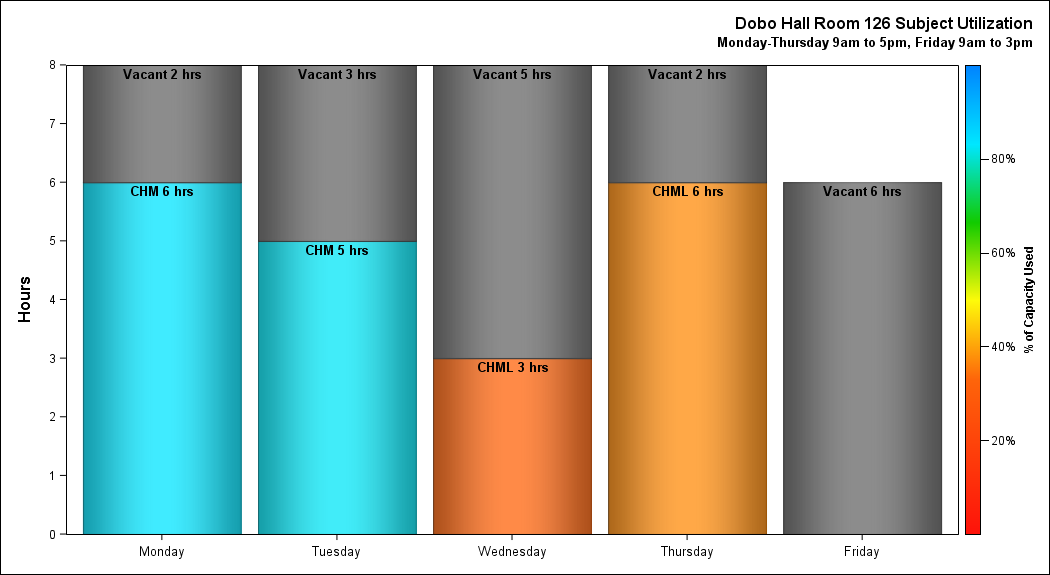 Dobo Hall Room 126 Subject Utilization
Monday-Thursday 9am to 5pm, Friday 9am to 3pm
8
7
6
5
4
3
2
1
0
Hours
Vacant 2 hrs
CHM 6 hrs
Vacant 3 hrs
CHM 5 hrs
Vacant 5 hrs
CHML 3 hrs
Vacant 2 hrs
CHML 6 hrs
Vacant 6 hrs
Monday
Tuesday
Wednesday
Thursday
Friday
80%
60%
40%
20%
% of Capacity Used